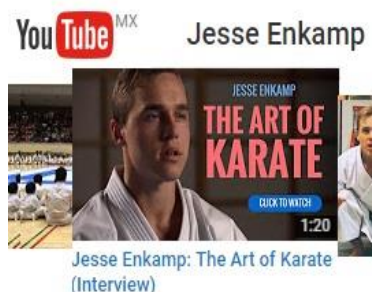 YouTube MX
Jesse Enkamp
JESSE ENKAMP
THE ART OF
KARATE
CLICK TO WATCH
1:20
Jesse Enkamp: The Art of Karate
(Interview)